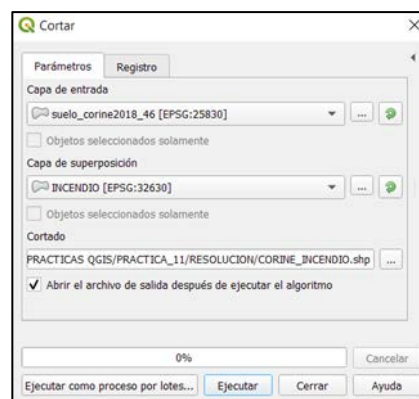 Cortar
Parámetros Registro
Capa de entrada
suelo_corine2018_46 [EPSG:25830] ...
Objetos seleccionados solamente
Capa de superposición
INCENDIO [EPSG:32630] ...
Objetos seleccionados solamente
Cortado
PRACTICAS QGIS/PRACTICA_11/RESOLUCION/CORINE_INCENDIO.shp ...
Abrir el archivo de salida después de ejecutar el algoritmo
0% Cancelar
Ejecutar como proceso por lotes... Ejecutar Cerrar Ayuda